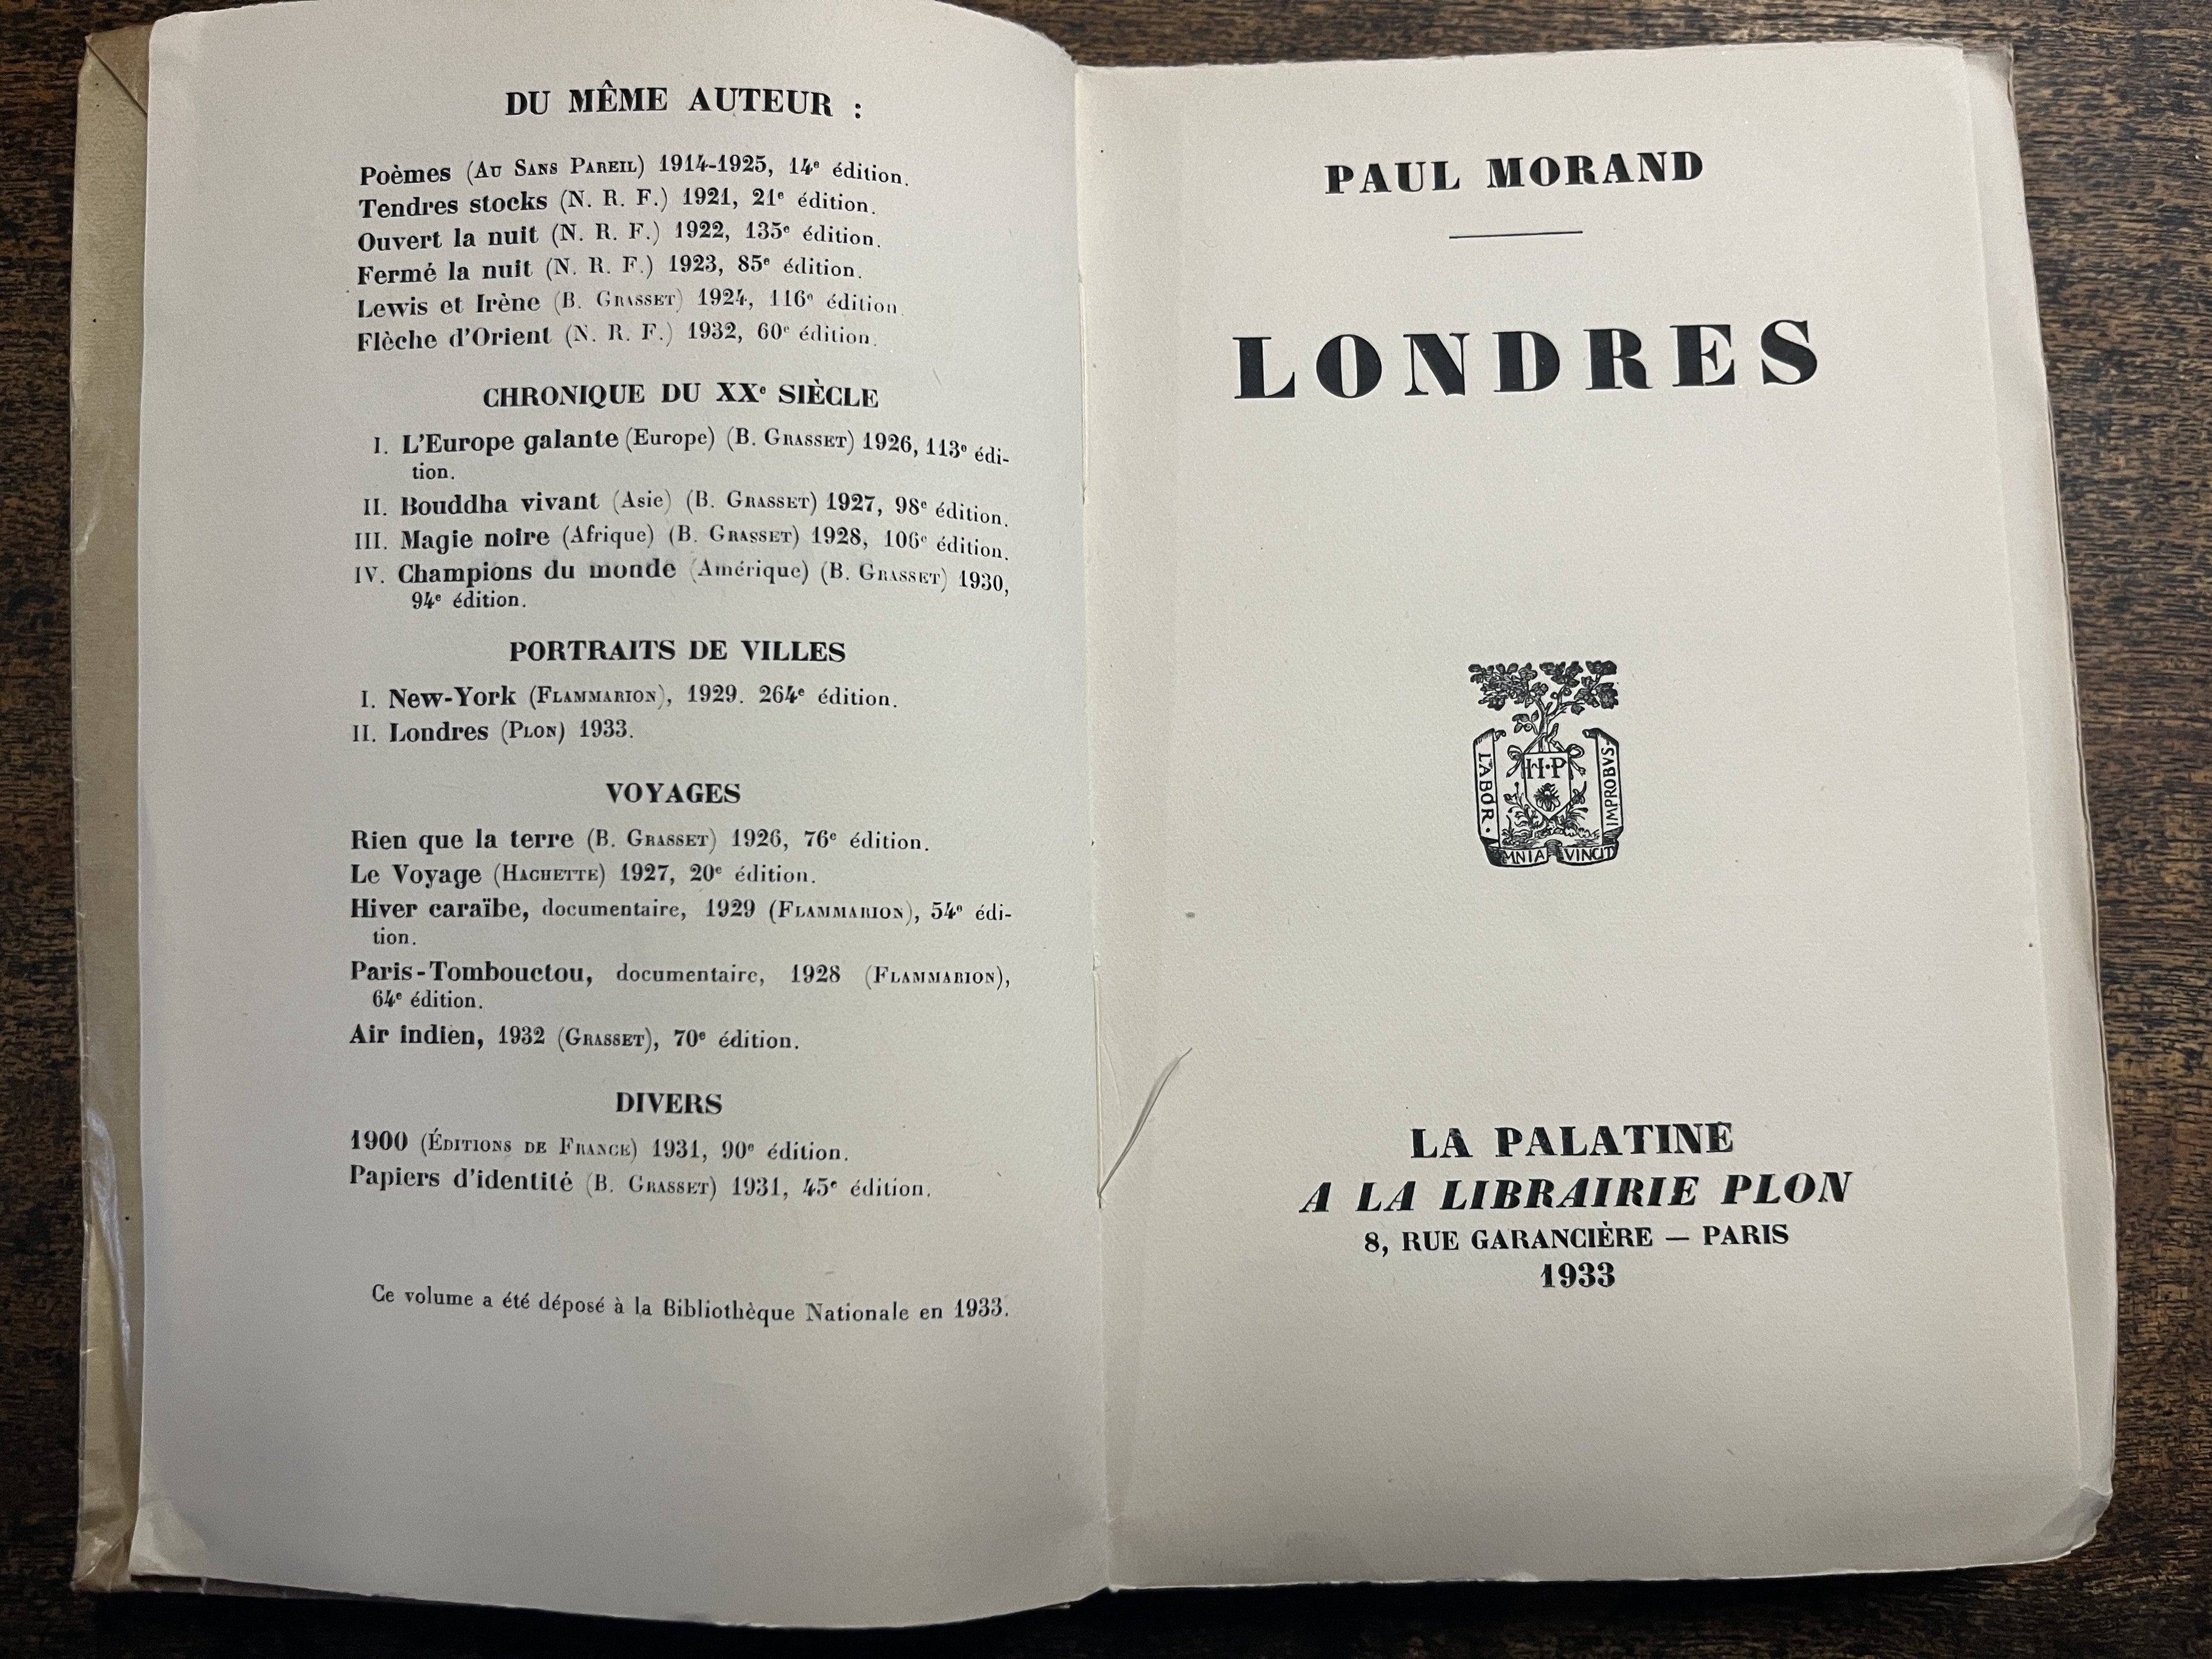 DU MÊME AUTEUR :
Poèmes (Au Sans Pareil) 1914-1925, 14e édition.
Tendres stocks (N. R. F.) 1921, 21e édition.
Ouvert la nuit (N. R. F.) 1922, 135e édition.
Fermé la nuit (N. R. F.) 1923, 85e édition.
Lewis et Irène (B. Grasset) 1924, 116e édition.
Flèche d'Orient (N. R. F.) 1932, 60e édition.
CHRONIQUE DU XXe SIÈCLE
I. L'Europe galante (Europe) (B. Grasset) 1926, 113e édi-
tion.
II. Bouddha vivant (Asie) (B. Grasset) 1927, 98e édition.
III. Magie noire (Afrique) (B. Grasset) 1928, 106e édition.
IV. Champions du monde (Amérique) (B. Grasset) 1930,
94e édition.
PORTRAITS DE VILLES
I. New-York (Flammarion), 1929. 264e édition.
II. Londres (Plon) 1933.
VOYAGES
Rien que la terre (B. Grasset) 1926, 76e édition.
Le Voyage (Hachette) 1927, 20e édition.
Hiver caraïbe, documentaire, 1929 (Flammarion), 54e édi-
tion.
Paris-Tombouctou, documentaire, 1928 (Flammarion),
64e édition.
Air indien, 1932 (Grasset), 70e édition.
DIVERS
1900 (Éditions de France) 1931, 90e édition.
Papiers d'identité (B. Grasset) 1931, 45e édition.
Ce volume a été déposé à la Bibliothèque Nationale en 1933.
PAUL MORAND
LONDRES
H·P
LABOR·
IMPROBVS
MNIA VINCIT
LA PALATINE
A LA LIBRAIRIE PLON
8, RUE GARANCIÈRE — PARIS
1933